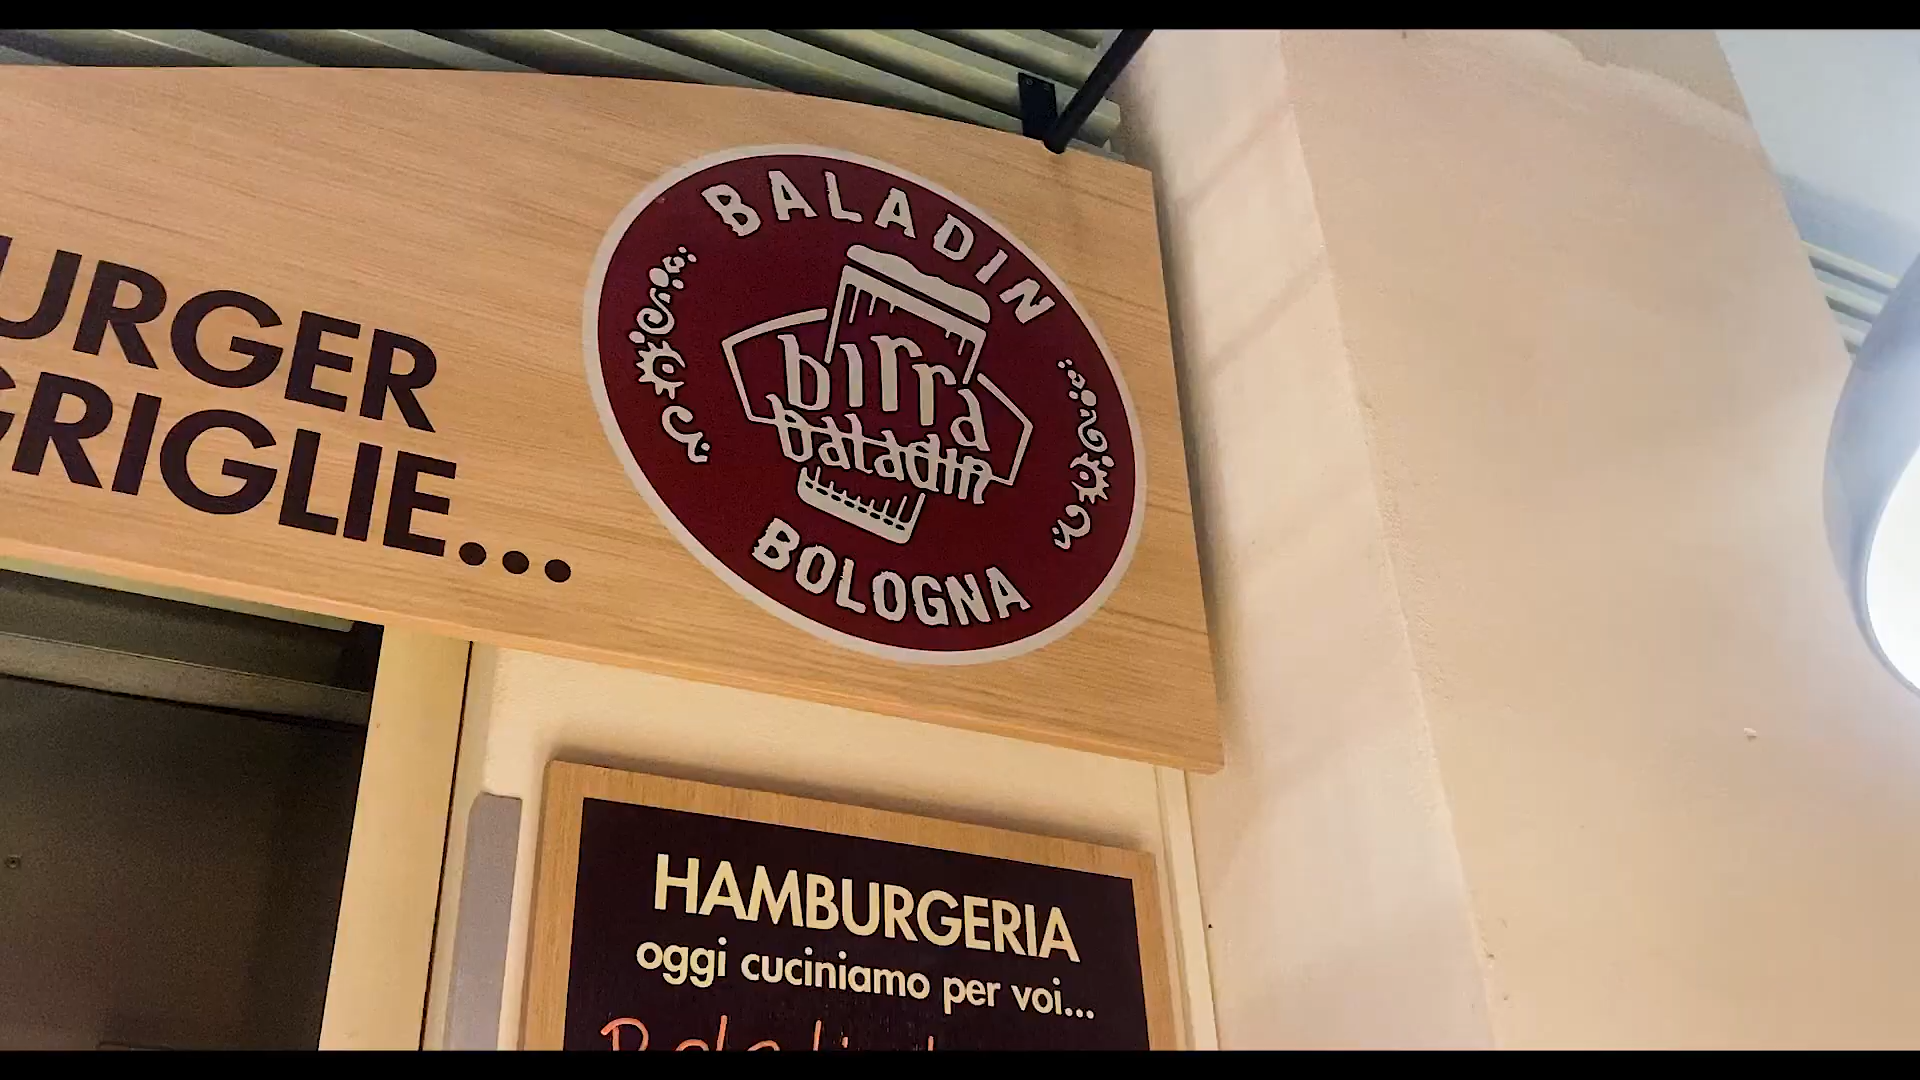 URGER
GRIGLIE...
BALADIN
birra
baladin
BOLOGNA
HAMBURGERIA
oggi cuciniamo per voi...